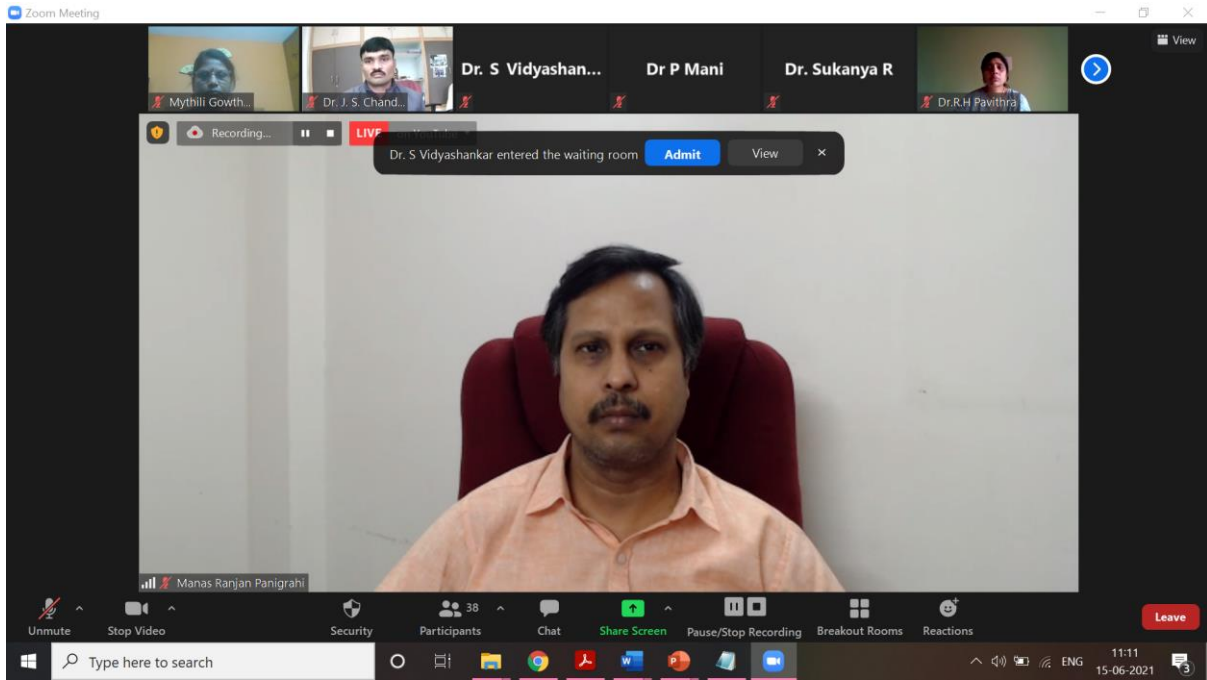 Zoom Meeting
View
Mythili Gowth...
Dr. J. S. Chand...
Dr. S Vidyashan...
Dr P Mani
Dr. Sukanya R
Dr.R.H Pavithra
Recording...
LIVE on YouTube
Dr. S Vidyashankar entered the waiting room Admit View
Manas Ranjan Panigrahi
38
Unmute Stop Video Security Participants Chat Share Screen Pause/Stop Recording Breakout Rooms Reactions Leave
Type here to search
ENG
11:11
15-06-2021
3